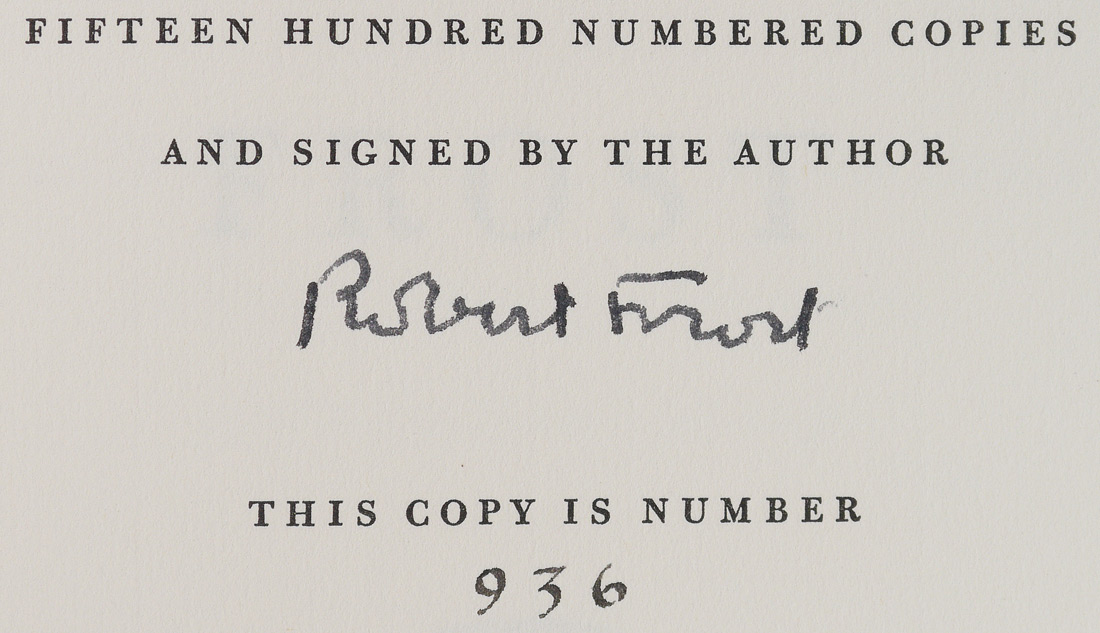 FIFTEEN HUNDRED NUMBERED COPIES
AND SIGNED BY THE AUTHOR
Robert Frost
THIS COPY IS NUMBER
936